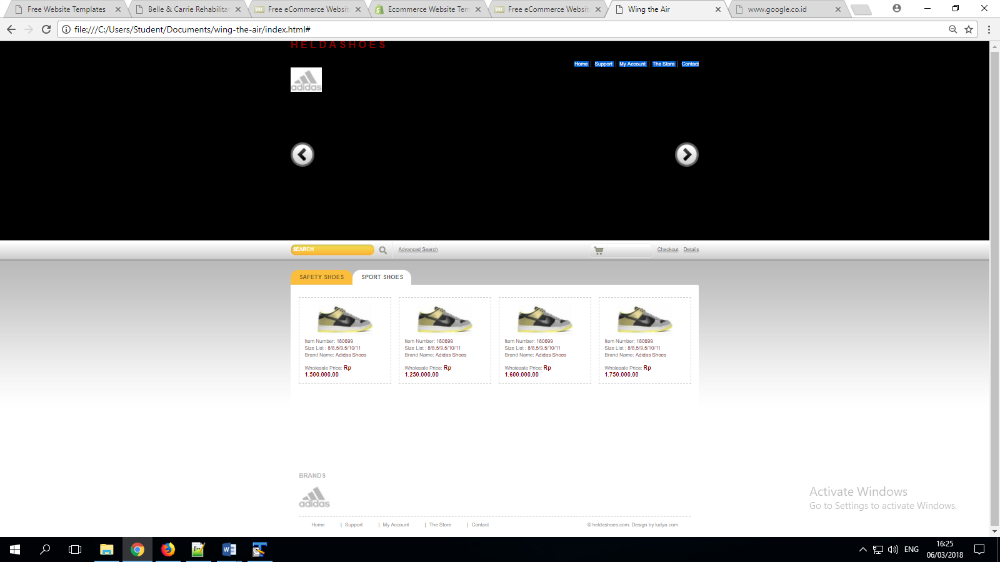 Free Website Templates
Belle & Carrie Rehabilitat
Free eCommerce Websit
Ecommerce Website Tem
Free eCommerce Websit
Wing the Air
www.google.co.id
file:///C:/Users/Student/Documents/wing-the-air/index.html#
HELDASHOES
Home | Support | My Account | The Store | Contact
adidas
SEARCH
Advanced Search
Checkout
Details
SAFETY SHOES
SPORT SHOES
Item Number: 180699
Size List : 8/8.5/9.5/10/11
Brand Name: Adidas Shoes
Wholesale Price: Rp
1.500.000,00
Item Number: 180699
Size List : 8/8.5/9.5/10/11
Brand Name: Adidas Shoes
Wholesale Price: Rp
1.250.000,00
Item Number: 180699
Size List : 8/8.5/9.5/10/11
Brand Name: Adidas Shoes
Wholesale Price: Rp
1.600.000,00
Item Number: 180699
Size List : 8/8.5/9.5/10/11
Brand Name: Adidas Shoes
Wholesale Price: Rp
1.750.000,00
BRANDS
adidas
Activate Windows
Go to Settings to activate Windows.
Home | Support | My Account | The Store | Contact
© heldashoes.com. Design by ludya.com
ENG
16:25
06/03/2018